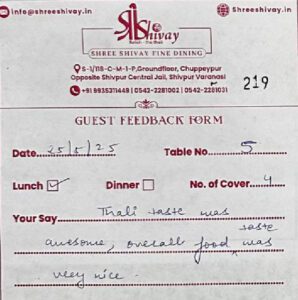 info@shreeshivay.in
Shreeshivay.in
Shivay
SHREE SHIVAY FINE DINING
S-1/118-C-M-1-P,Groundfloor, Chuppeypur
Opposite Shivpur Central Jail, Shivpur Varanasi
+91 9935311448 | 0542-2281002 | 0542-2281031
219
GUEST FEEDBACK FORM
Date 25/5/25 Table No. 5
Lunch ✓ Dinner No. of Cover 4
Your Say Thali taste was
taste
awesome, overall food was
very nice.